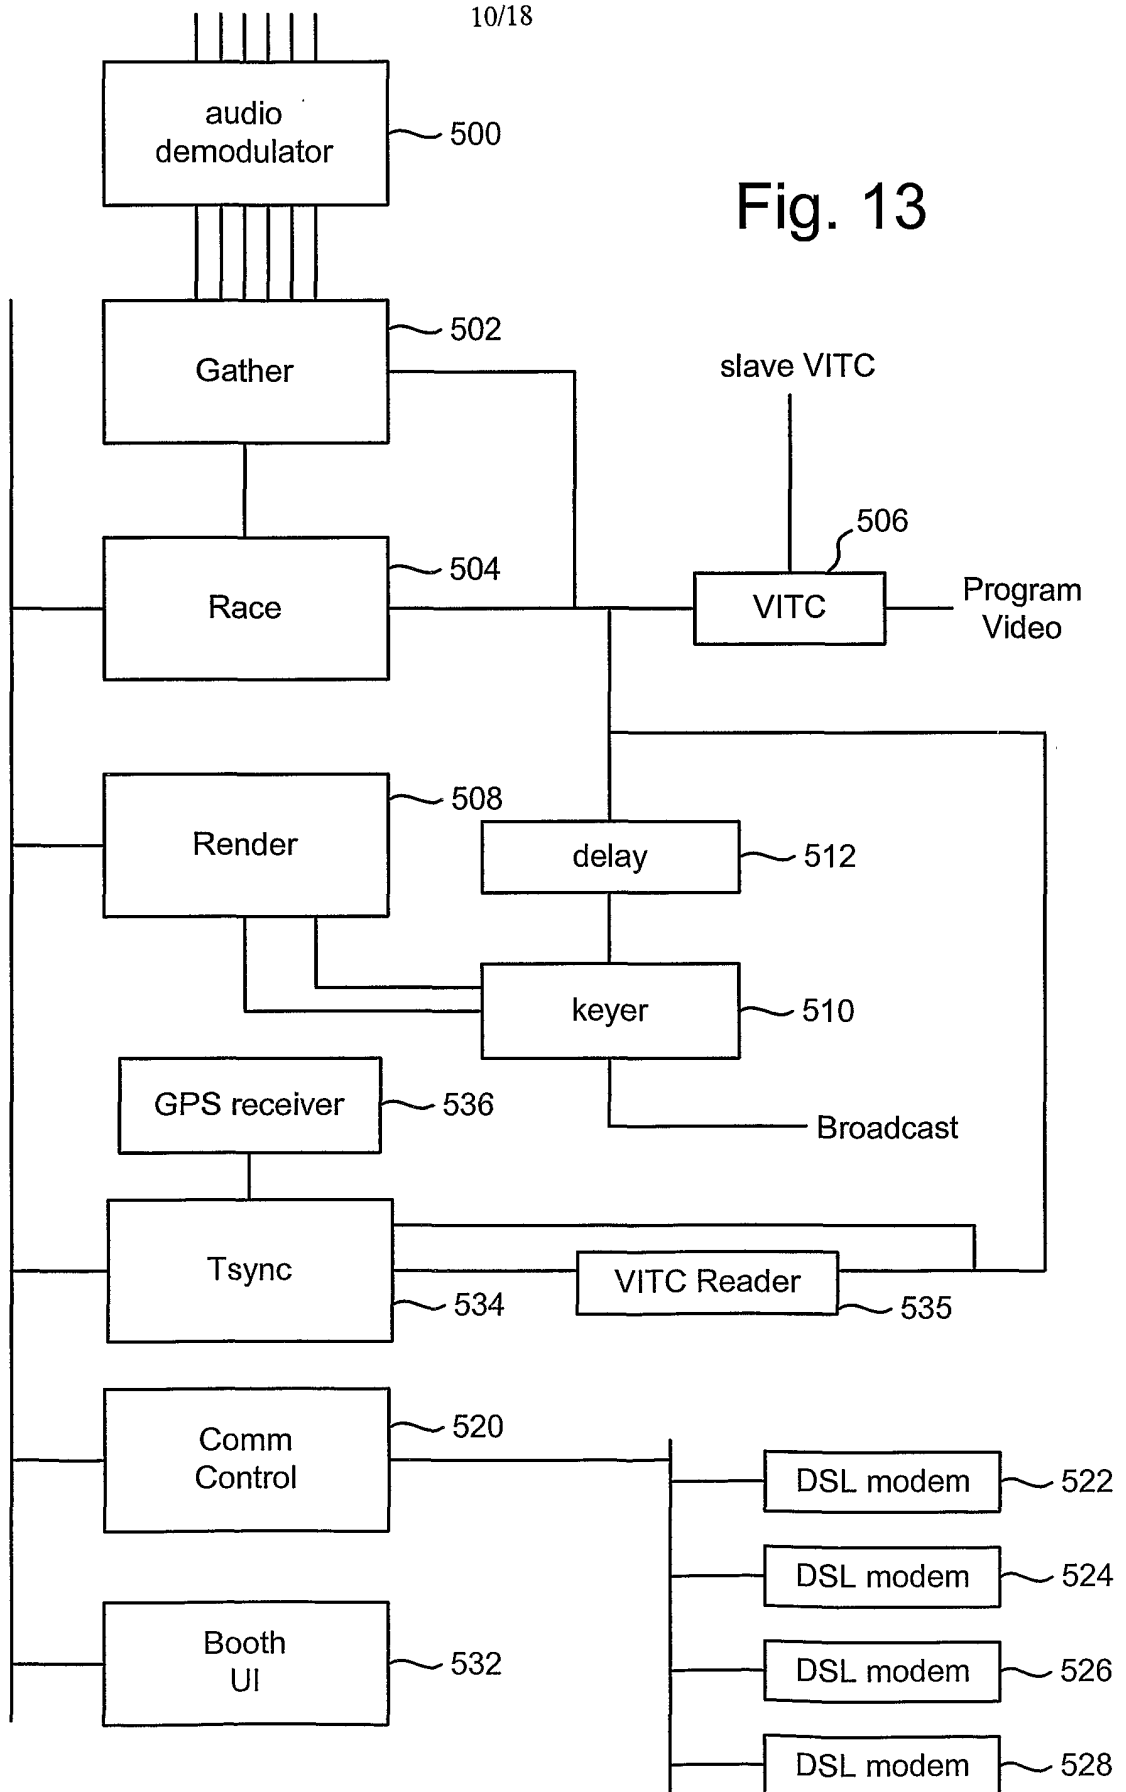 10/18
audio
demodulator
500
Fig. 13
502
Gather
slave VITC
506
504
Race
VITC
Program
Video
508
Render
delay
512
keyer
510
GPS receiver
536
Broadcast
Tsync
VITC Reader
534
535
520
Comm
Control
DSL modem
522
DSL modem
524
Booth
UI
532
DSL modem
526
DSL modem
528